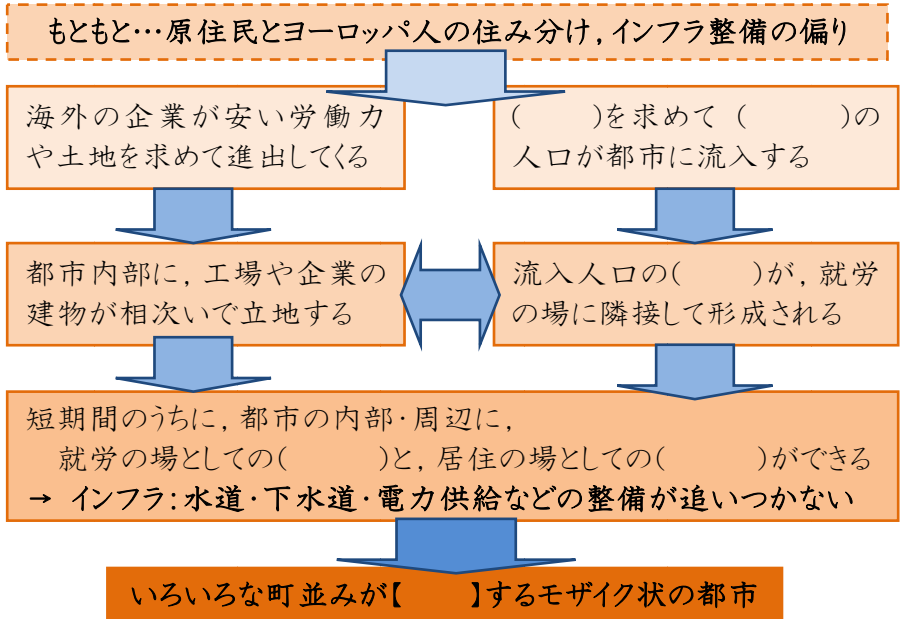 もともと…原住民とヨーロッパ人の住み分け,インフラ整備の偏り
海外の企業が安い労働力
や土地を求めて進出してくる
(　　　)を求めて (　　　　)の
人口が都市に流入する
都市内部に,工場や企業の
建物が相次いで立地する
流入人口の(　　　)が,就労
の場に隣接して形成される
短期間のうちに,都市の内部・周辺に,
就労の場としての(　　　　)と,居住の場としての(　　　　)ができる
→ インフラ:水道・下水道・電力供給などの整備が追いつかない
いろいろな町並みが【　　　】するモザイク状の都市